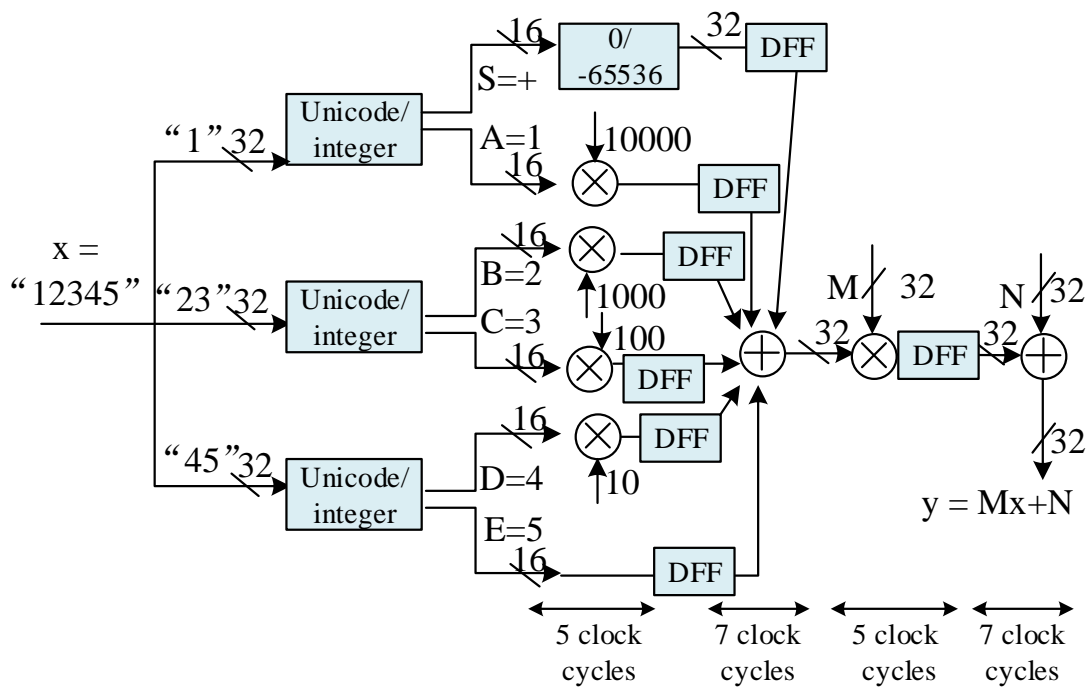 16
0/
-65536
32
DFF
S=+
Unicode/
integer
“1” 32
A=1
16
10000
DFF
x =
“12345”
“23” 32
Unicode/
integer
16
B=2
1000
DFF
C=3
16
100
DFF
32
M
32
DFF
32
N
32
32
y = Mx+N
“45” 32
Unicode/
integer
16
D=4
10
DFF
E=5
16
DFF
5 clock
cycles
7 clock
cycles
5 clock
cycles
7 clock
cycles